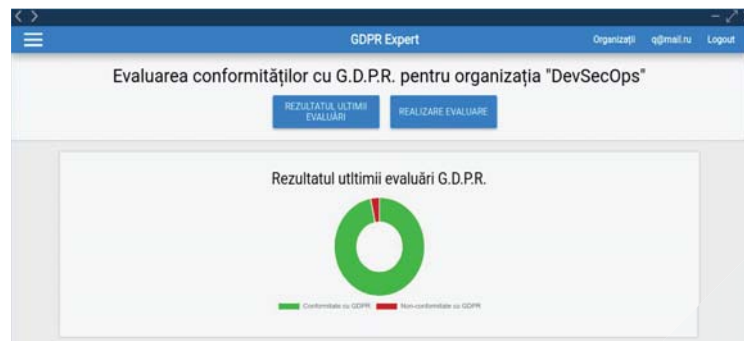 GDPR Expert
Organizații q@mail.ru Logout
Evaluarea conformităților cu G.D.P.R. pentru organizația "DevSecOps"
REZULTATUL ULTIMII
EVALUĂRI
REALIZARE EVALUARE
Rezultatul utltimii evaluări G.D.P.R.
Conformitate cu GDPR Non-conformitate cu GDPR